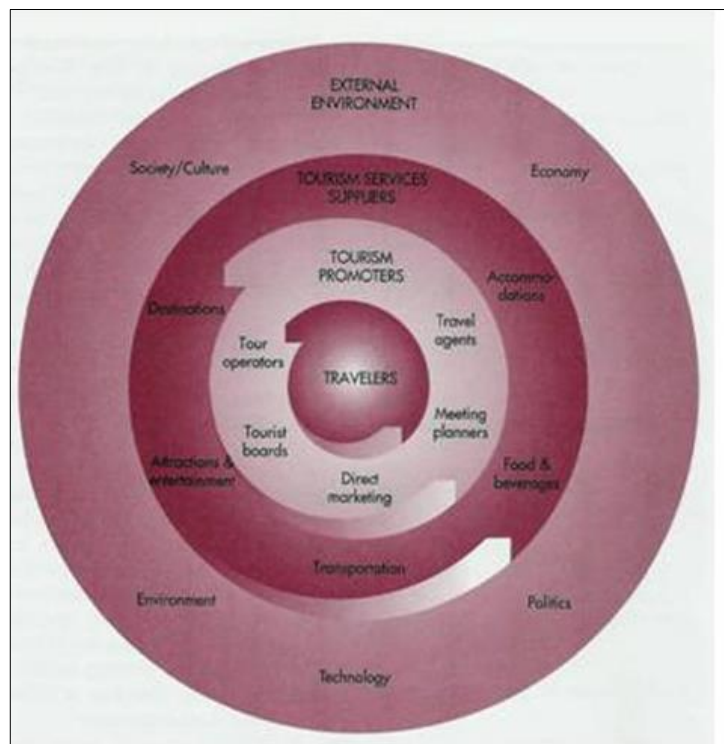 EXTERNAL
ENVIRONMENT
Society/Culture
Economy
TOURISM SERVICES
SUPPLIERS
TOURISM
PROMOTERS
Accommo-
dations
Destinations
Travel
agents
Tour
operators
TRAVELERS
Meeting
planners
Tourist
boards
Attractions &
entertainment
Food &
beverages
Direct
marketing
Transportation
Environment
Politics
Technology